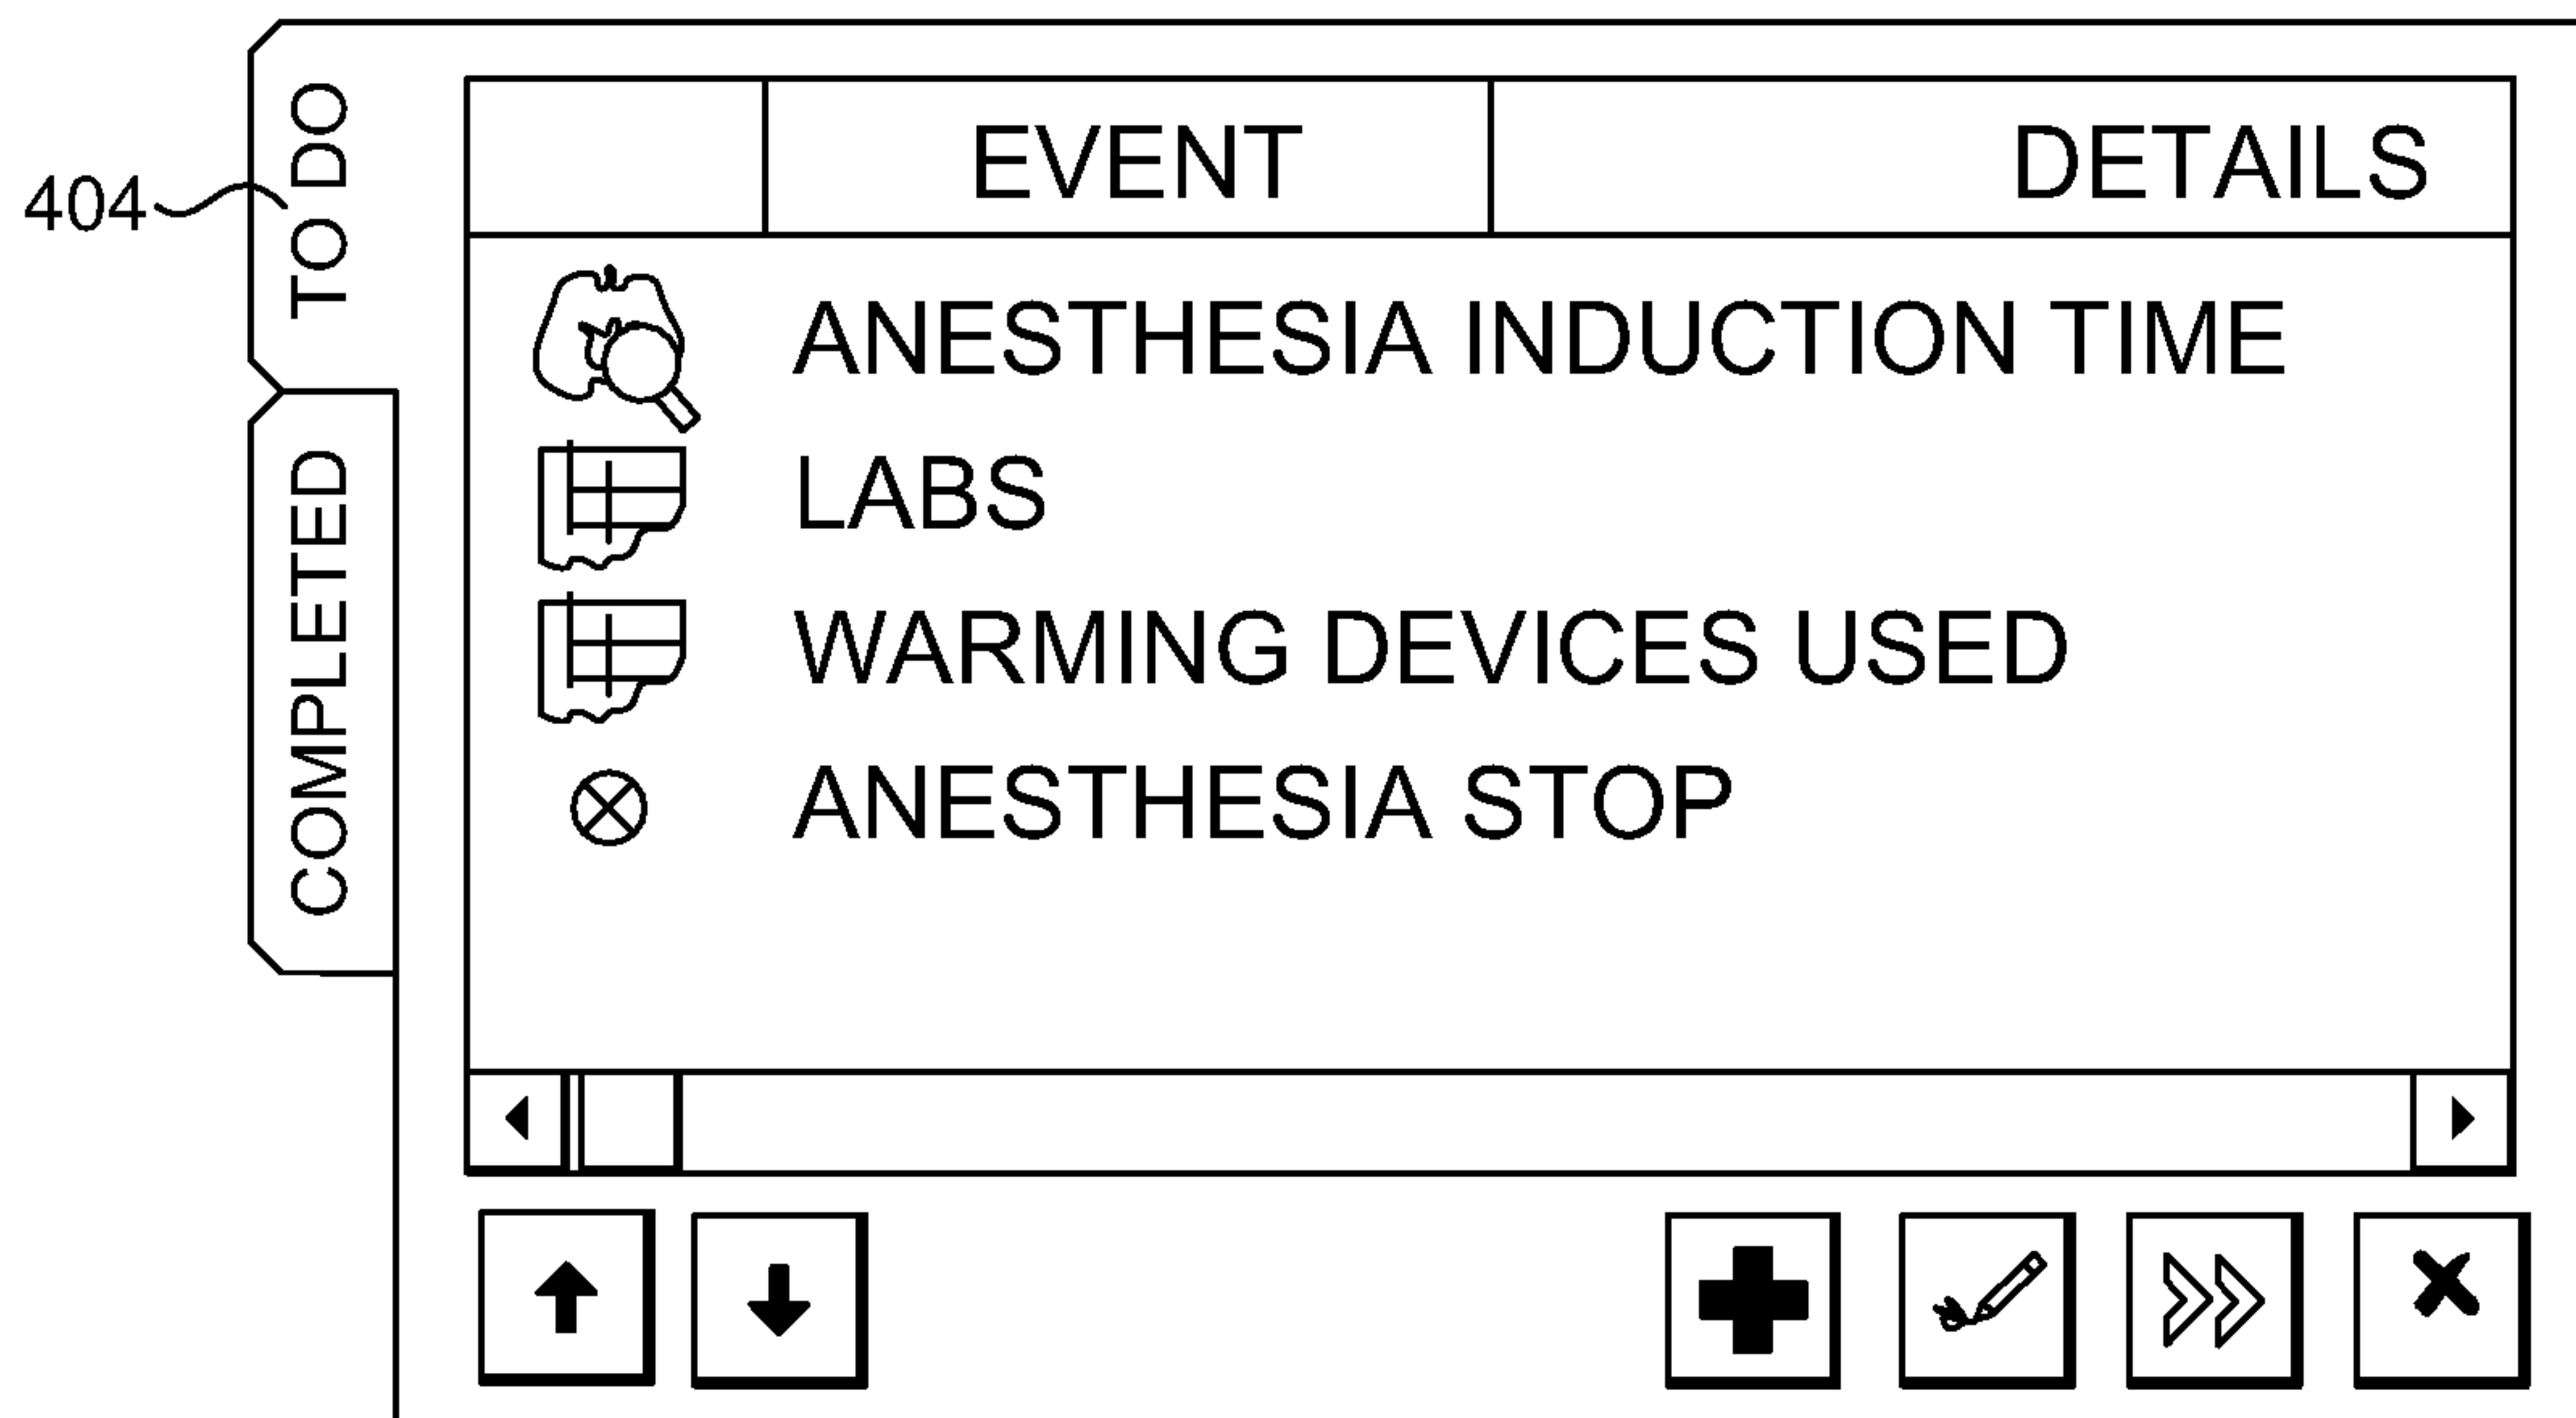 404
TO DO
COMPLETED
EVENT DETAILS
ANESTHESIA INDUCTION TIME
LABS
WARMING DEVICES USED
ANESTHESIA STOP